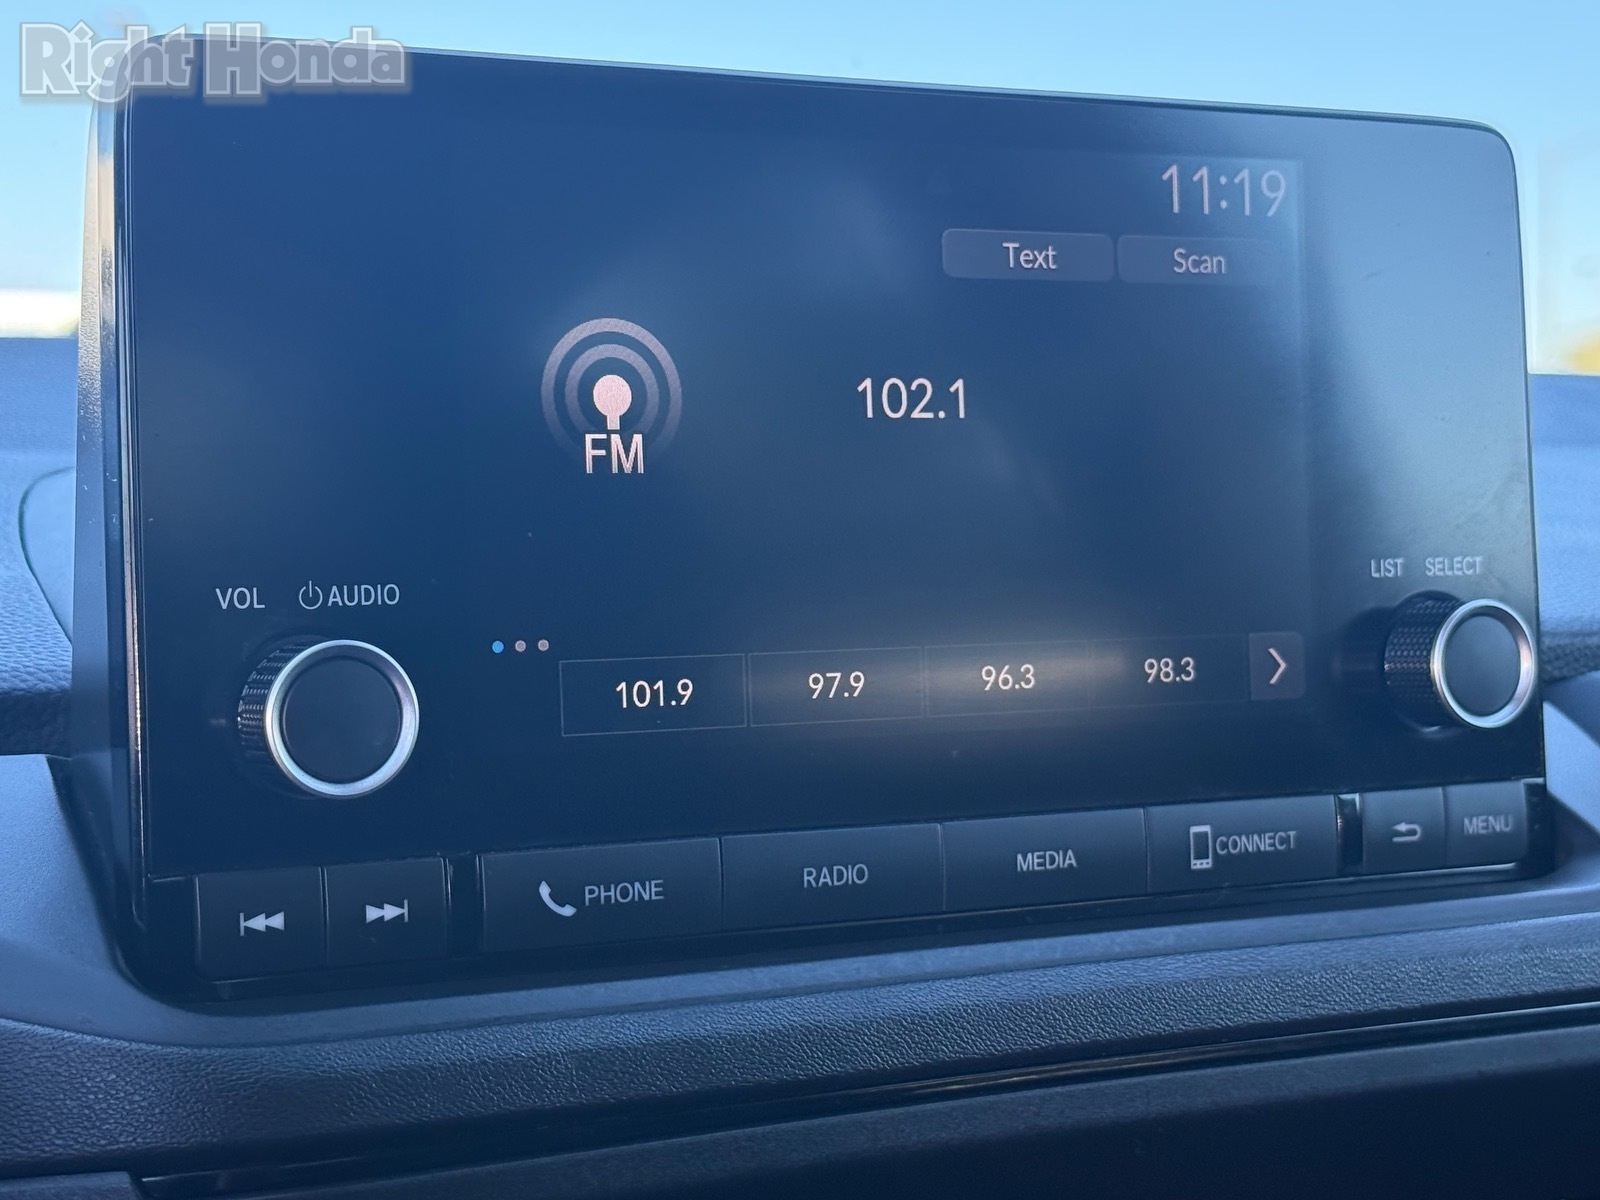 Right Honda
11:19
Text Scan
102.1
FM
LIST SELECT
VOL AUDIO
101.9 97.9 96.3 98.3
PHONE RADIO MEDIA CONNECT MENU